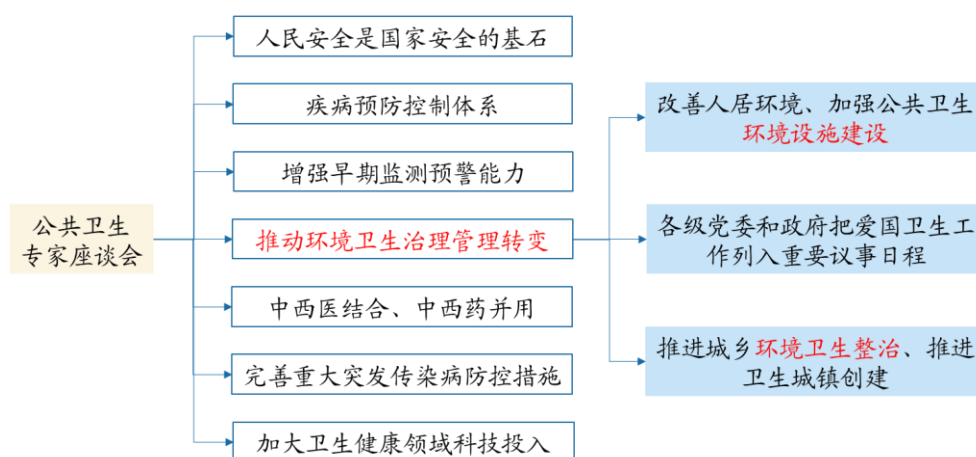 公共卫生
专家座谈会
人民安全是国家安全的基石
疾病预防控制体系
增强早期监测预警能力
推动环境卫生治理管理转变
中西医结合、中西药并用
完善重大突发传染病防控措施
加大卫生健康领域科技投入
改善人居环境、加强公共卫生
环境设施建设
各级党委和政府把爱国卫生工
作列入重要议事日程
推进城乡环境卫生整治、推进
卫生城镇创建